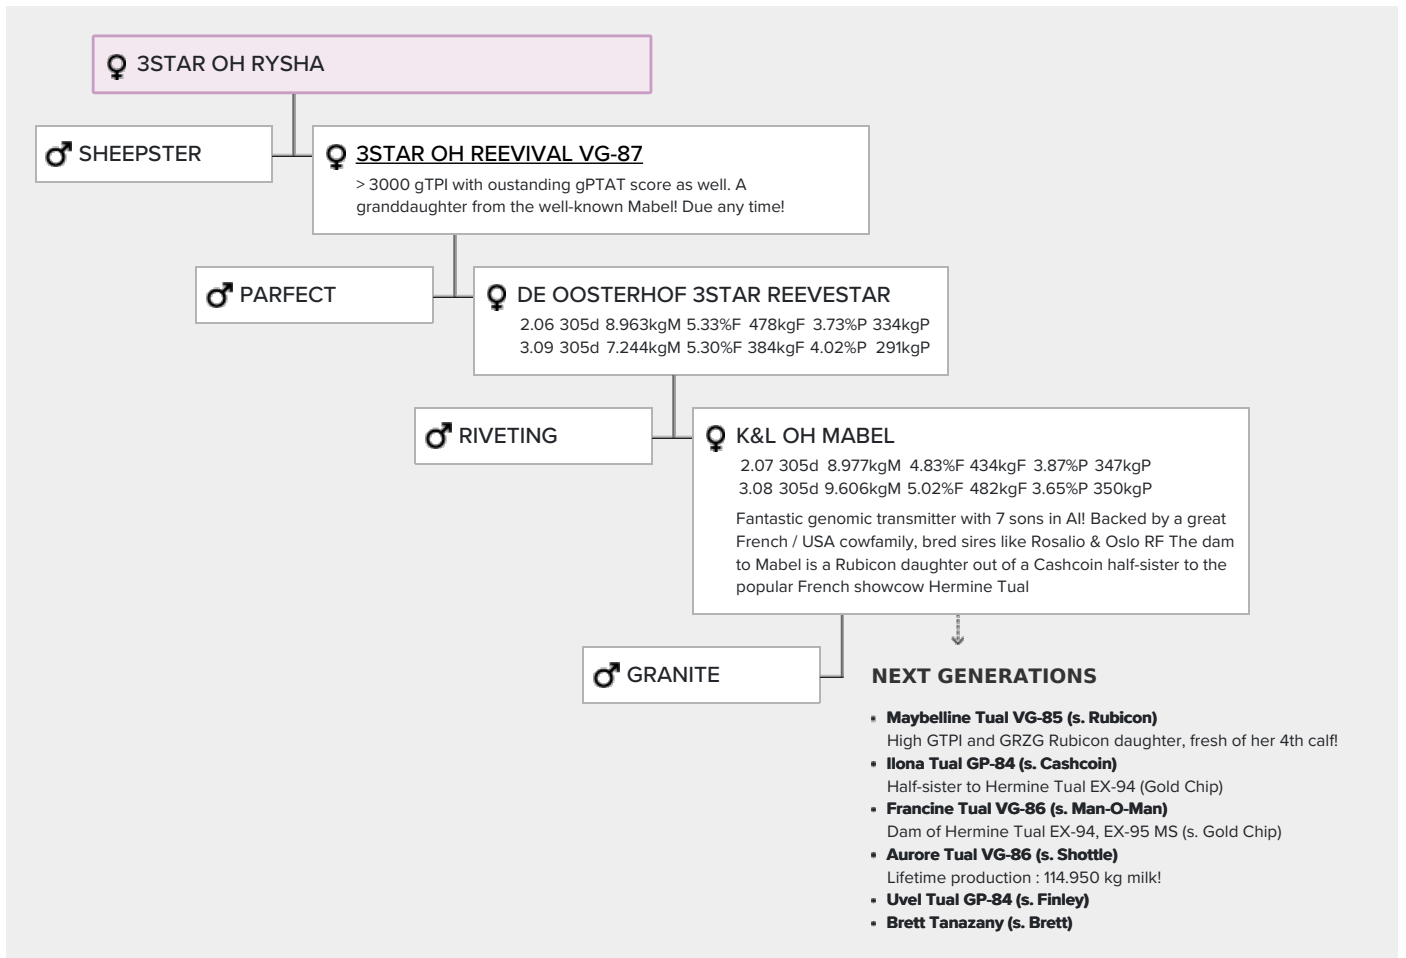 3STAR OH RYSHA
SHEEPSTER
3STAR OH REEVIVAL VG-87
> 3000 gTPI with oustanding gPTAT score as well. A
granddaughter from the well-known Mabel! Due any time!
PARFECT
DE OOSTERHOF 3STAR REEVESTAR
2.06 305d 8.963kgM 5.33%F 478kgF 3.73%P 334kgP
3.09 305d 7.244kgM 5.30%F 384kgF 4.02%P 291kgP
RIVETING
K&L OH MABEL
2.07 305d 8.977kgM 4.83%F 434kgF 3.87%P 347kgP
3.08 305d 9.606kgM 5.02%F 482kgF 3.65%P 350kgP
Fantastic genomic transmitter with 7 sons in AI! Backed by a great
French / USA cowfamily, bred sires like Rosalio & Oslo RF The dam
to Mabel is a Rubicon daughter out of a Cashcoin half-sister to the
popular French showcow Hermine Tual
GRANITE
NEXT GENERATIONS
▪ Maybelline Tual VG-85 (s. Rubicon)
High GTPI and GRZG Rubicon daughter, fresh of her 4th calf!
▪ Ilona Tual GP-84 (s. Cashcoin)
Half-sister to Hermine Tual EX-94 (Gold Chip)
▪ Francine Tual VG-86 (s. Man-O-Man)
Dam of Hermine Tual EX-94, EX-95 MS (s. Gold Chip)
▪ Aurore Tual VG-86 (s. Shottle)
Lifetime production : 114.950 kg milk!
▪ Uvel Tual GP-84 (s. Finley)
▪ Brett Tanazany (s. Brett)